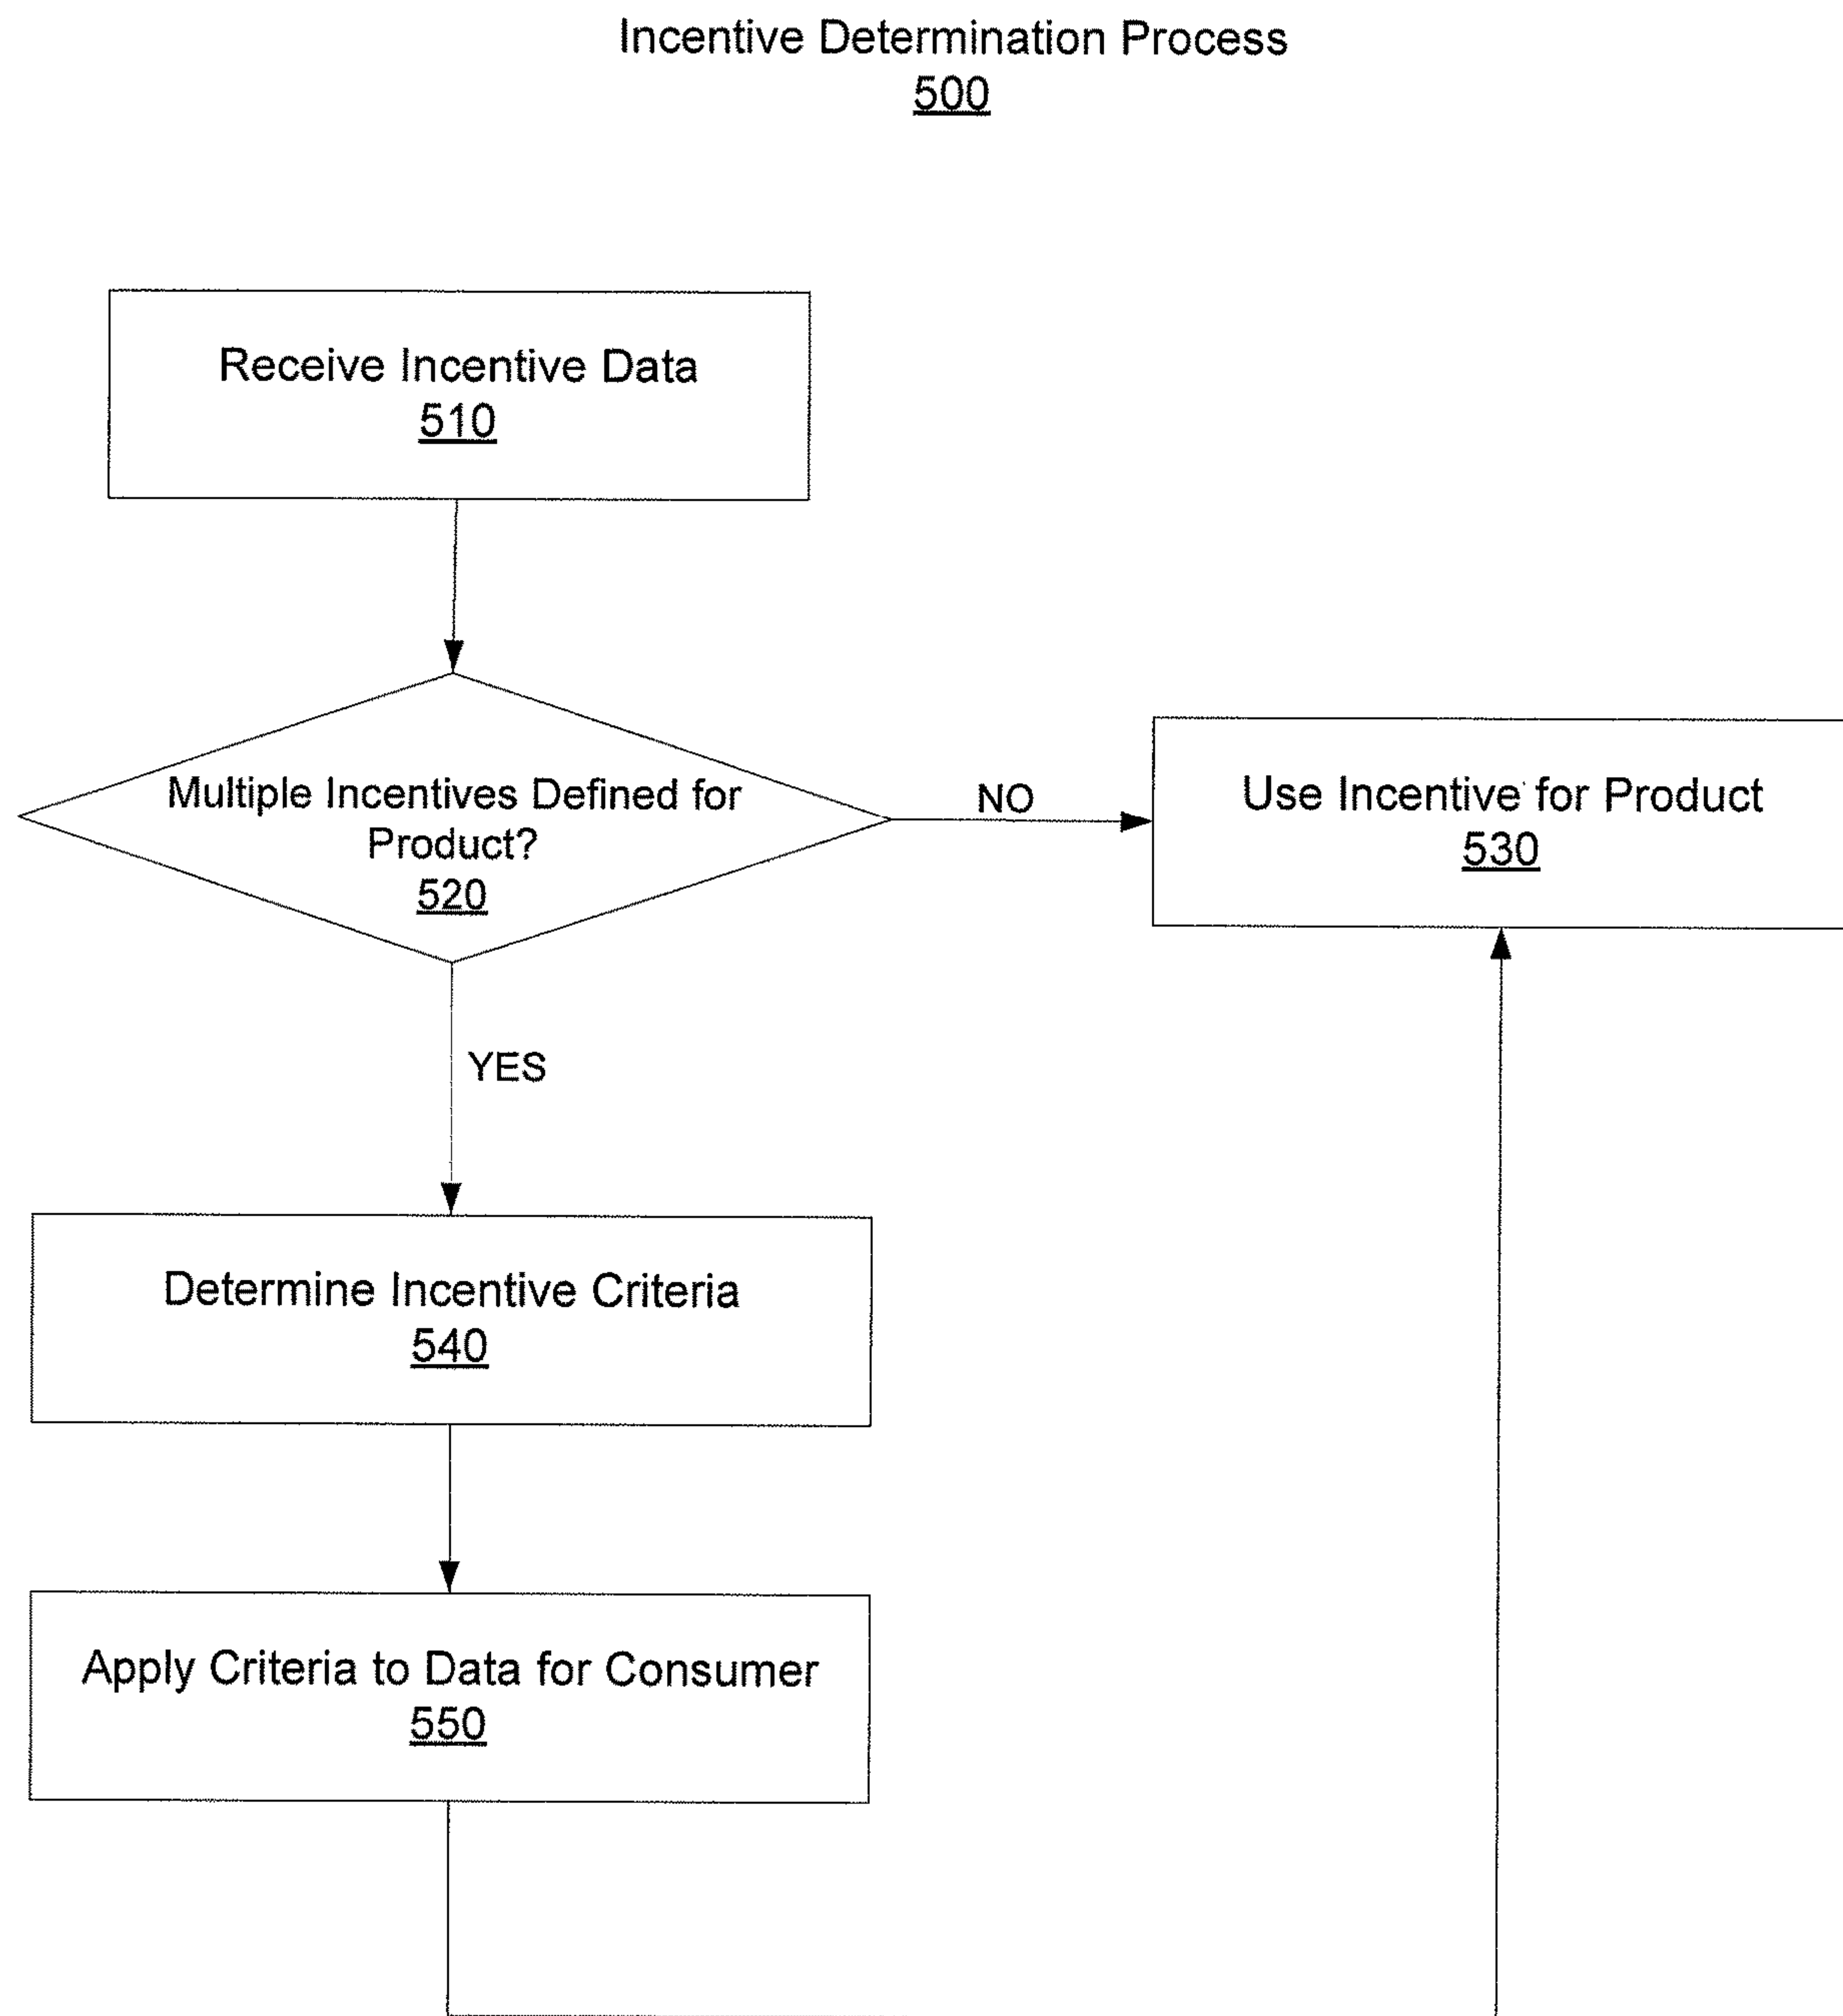 Incentive Determination Process
500
Receive Incentive Data
510
Multiple Incentives Defined for
Product?
520
NO
Use Incentive for Product
530
YES
Determine Incentive Criteria
540
Apply Criteria to Data for Consumer
550